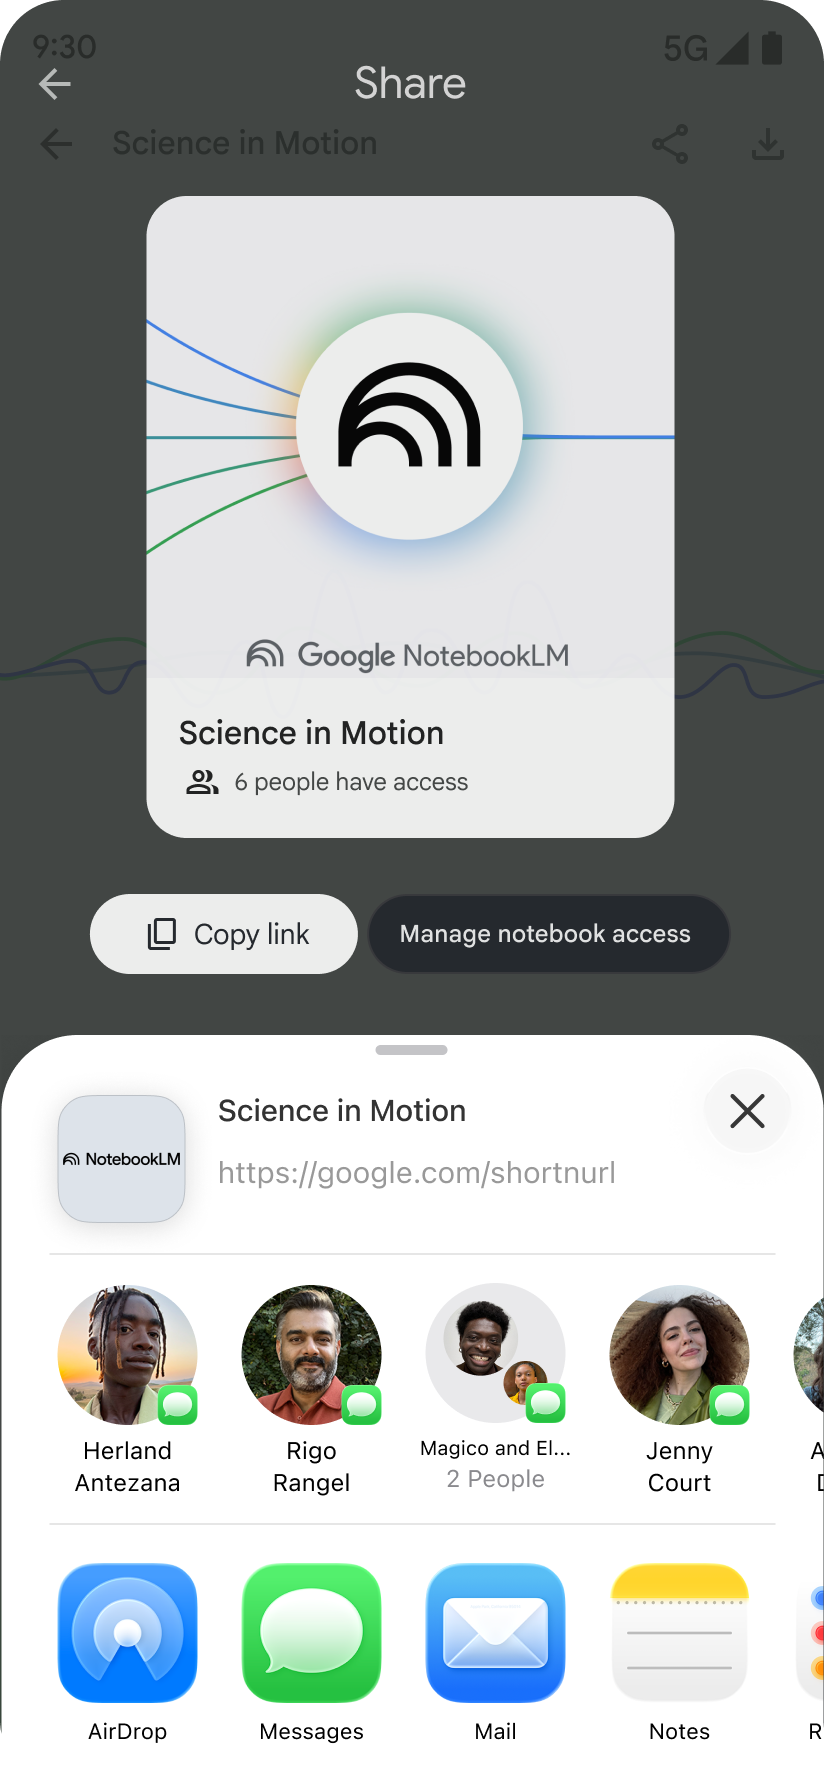 9:30
5G
Share
Science in Motion
Google NotebookLM
Science in Motion
6 people have access
Copy link
Manage notebook access
Science in Motion
NotebookLM
https://google.com/shortnurl
Herland
Antezana
Rigo
Rangel
Magico and El...
2 People
Jenny
Court
A
D
AirDrop
Messages
Mail
Notes
R